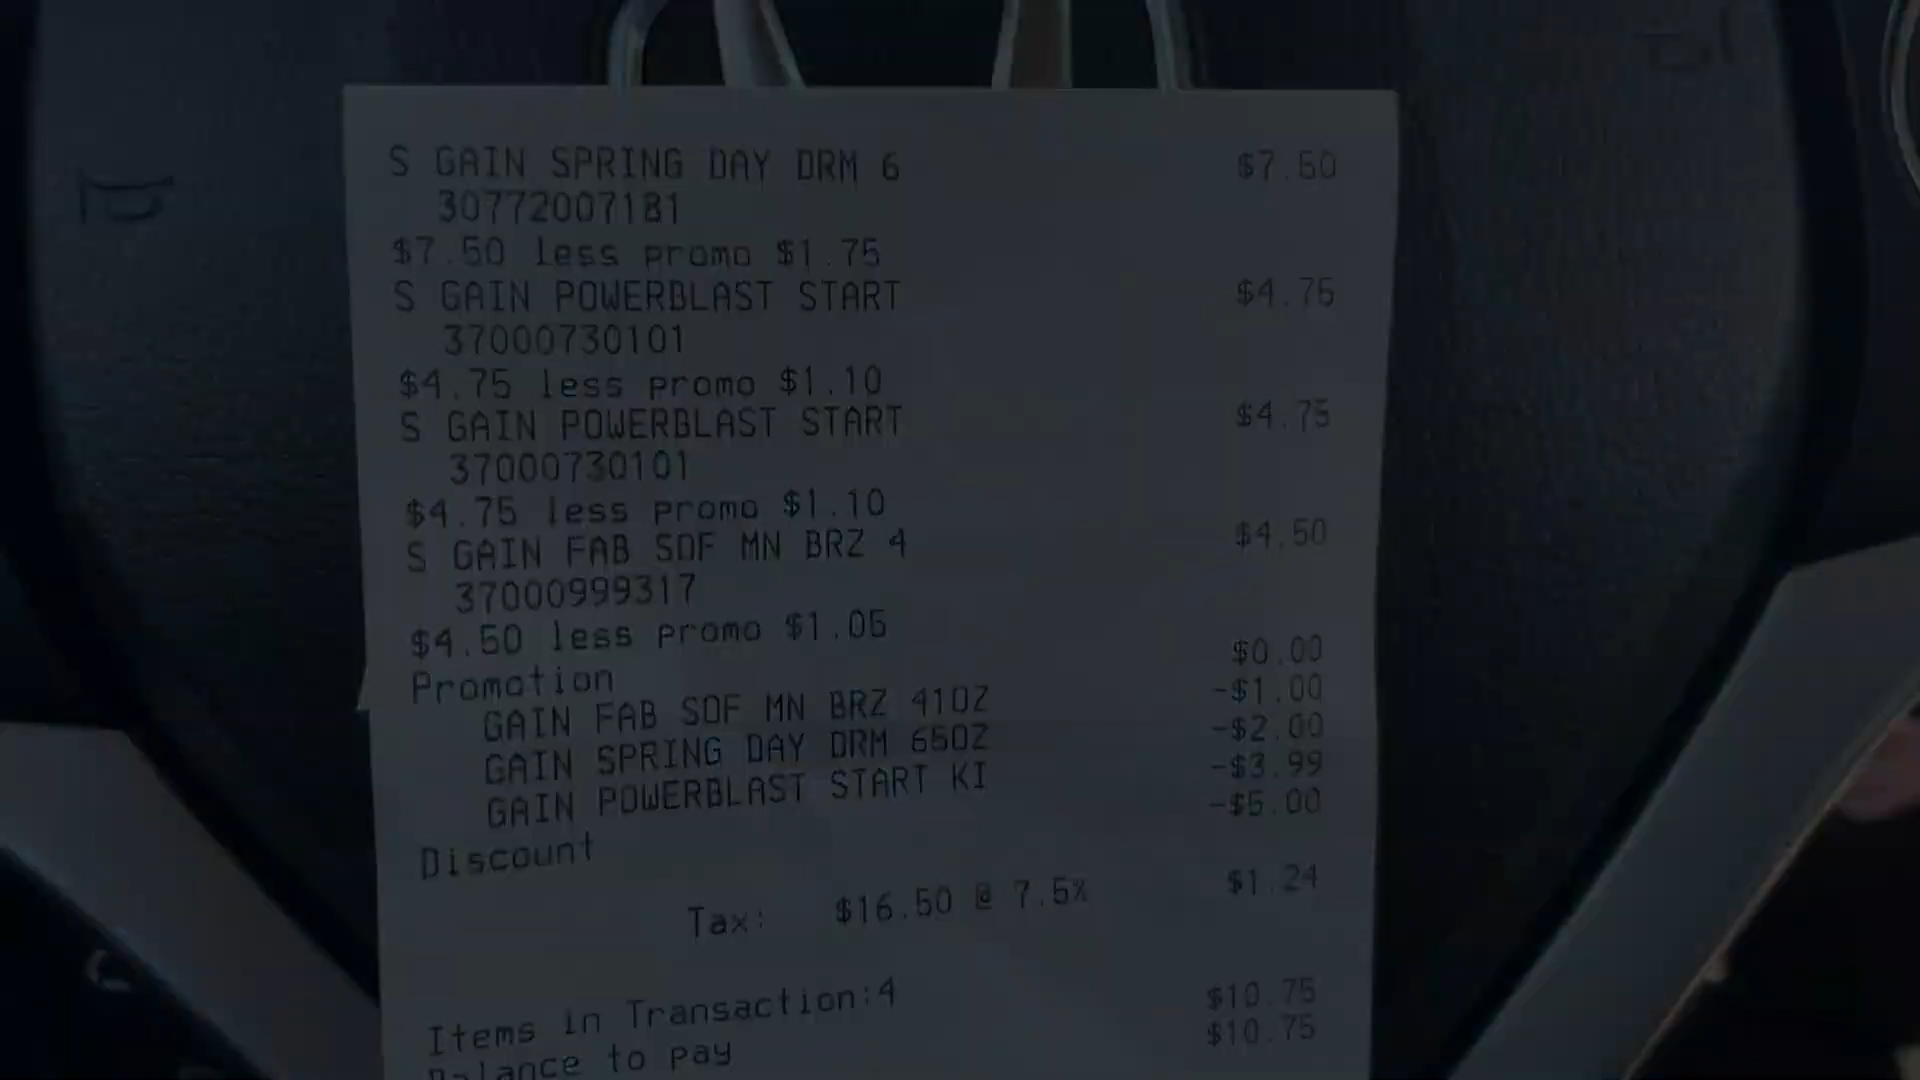 S GAIN SPRING DAY DRM 6 $7.50
30772007181
$7.50 less promo $1.75
S GAIN POWERBLAST START $4.75
37000730101
$4.75 less promo $1.10
S GAIN POWERBLAST START $4.75
37000730101
$4.75 less promo $1.10
S GAIN FAB SOF MN BRZ 4 $4.50
37000999317
$4.50 less promo $1.05
Promotion $0.00
GAIN FAB SOF MN BRZ 41OZ -$1.00
GAIN SPRING DAY DRM 65OZ -$2.00
GAIN POWERBLAST START KI -$3.99
Discount -$5.00
Tax: $16.50 @ 7.5% $1.24
Items in Transaction:4
Balance to pay $10.75
$10.75